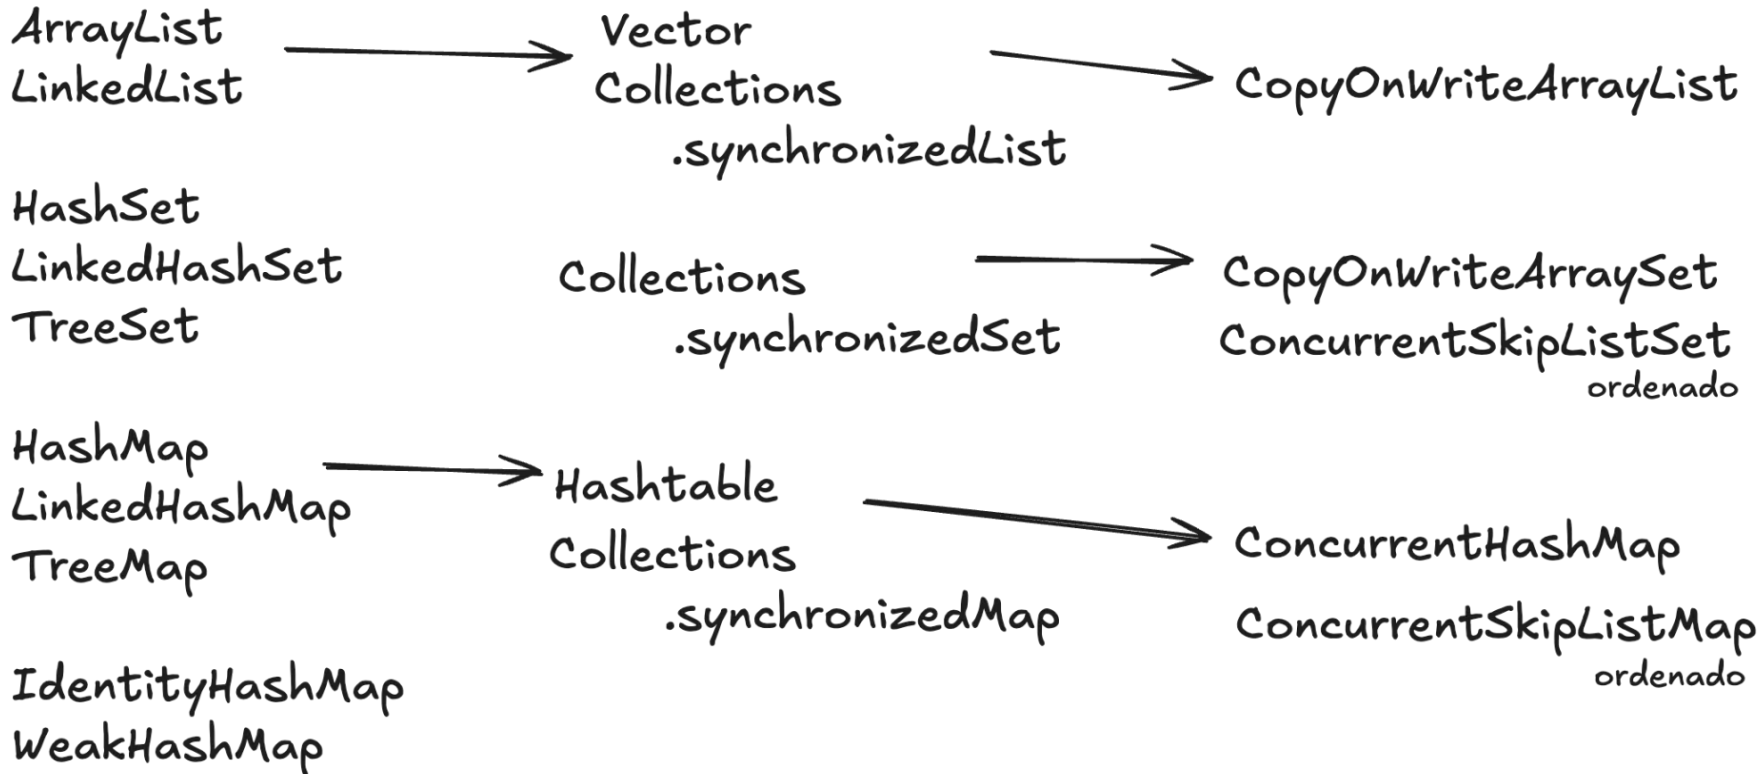 ArrayList
LinkedList
Vector
Collections
.synchronizedList
CopyOnWriteArrayList
HashSet
LinkedHashSet
TreeSet
Collections
.synchronizedSet
CopyOnWriteArraySet
ConcurrentSkipListSet
ordenado
HashMap
LinkedHashMap
TreeMap
Hashtable
Collections
.synchronizedMap
ConcurrentHashMap
ConcurrentSkipListMap
ordenado
IdentityHashMap
WeakHashMap